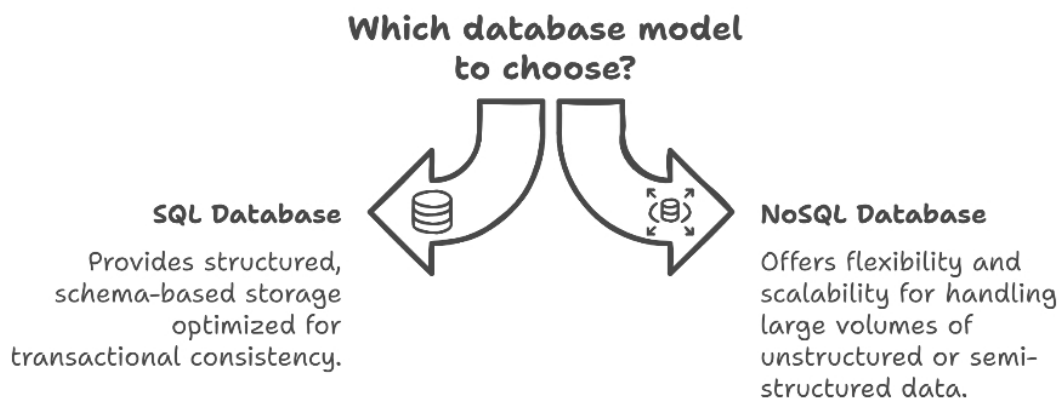 Which database model
to choose?
SQL Database
Provides structured,
schema-based storage
optimized for
transactional consistency.
NoSQL Database
Offers flexibility and
scalability for handling
large volumes of
unstructured or semi-
structured data.